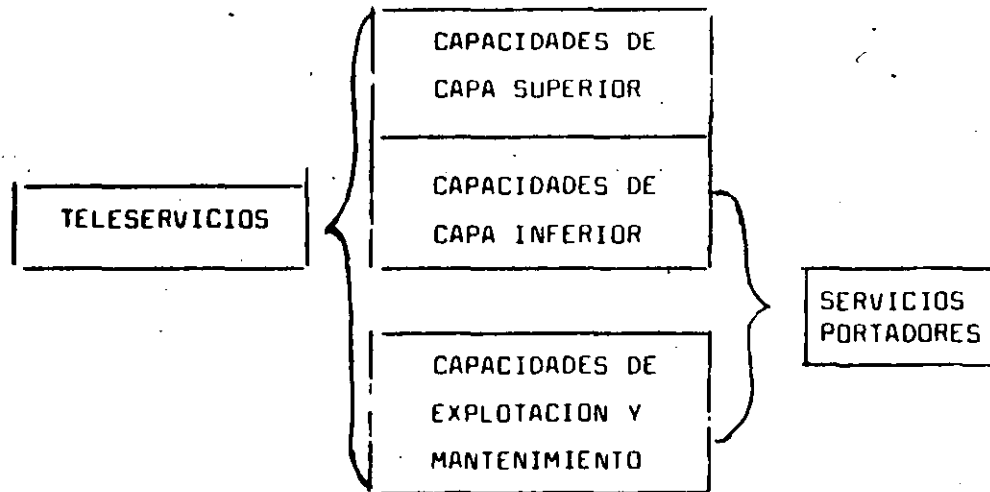 CAPACIDADES DE
CAPA SUPERIOR
TELESERVICIOS
CAPACIDADES DE
CAPA INFERIOR
SERVICIOS
PORTADORES
CAPACIDADES DE
EXPLOTACION Y
MANTENIMIENTO